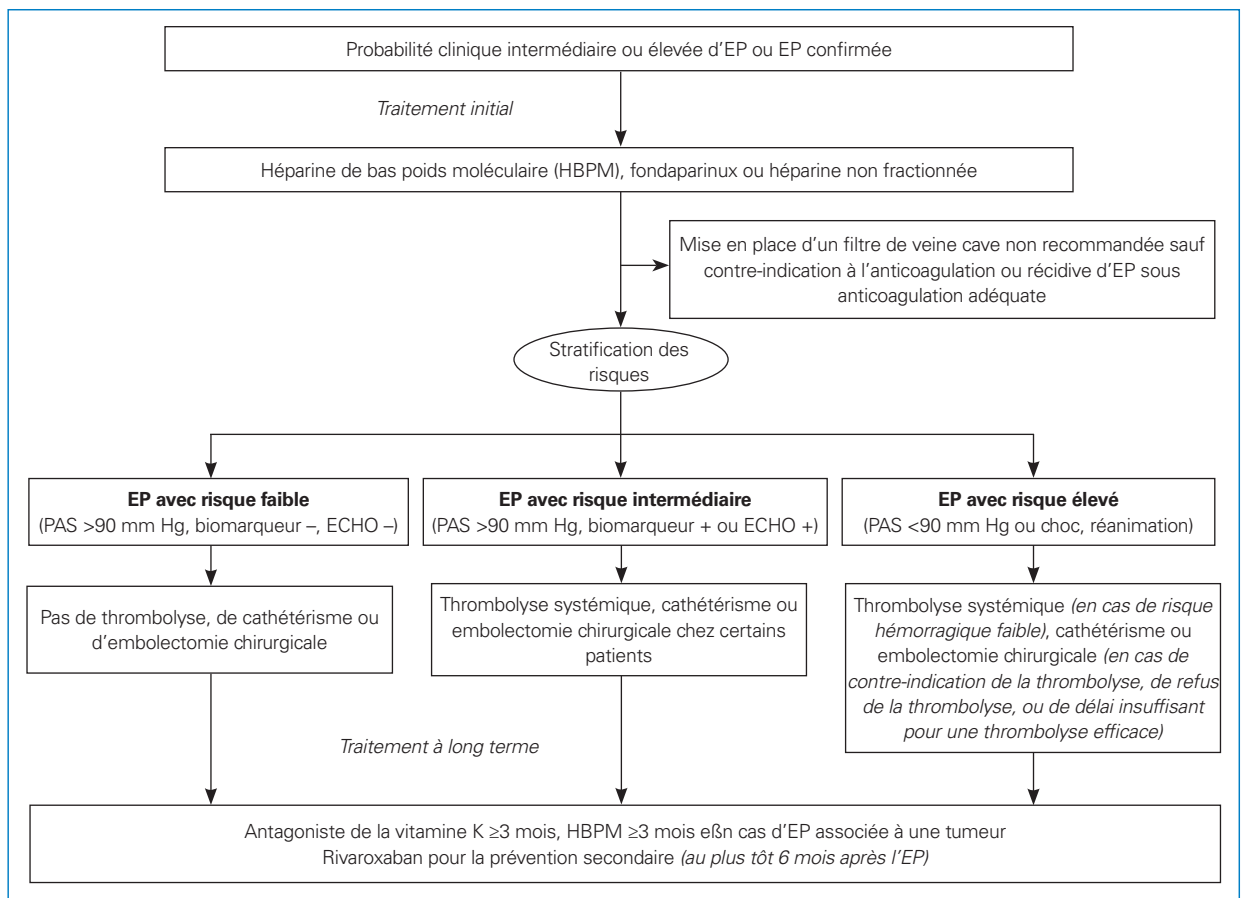 Probabilité clinique intermédiaire ou élevée d'EP ou EP confirmée
Traitement initial
Héparine de bas poids moléculaire (HBPM), fondaparinux ou héparine non fractionnée
Mise en place d'un filtre de veine cave non recommandée sauf
contre-indication à l'anticoagulation ou récidive d'EP sous
anticoagulation adéquate
Stratification des
risques
EP avec risque faible
(PAS >90 mm Hg, biomarqueur –, ECHO –)
EP avec risque intermédiaire
(PAS >90 mm Hg, biomarqueur + ou ECHO +)
EP avec risque élevé
(PAS <90 mm Hg ou choc, réanimation)
Pas de thrombolyse, de cathétérisme ou
d'embolectomie chirurgicale
Thrombolyse systémique, cathétérisme ou
embolectomie chirurgicale chez certains
patients
Thrombolyse systémique (en cas de risque
hémorragique faible), cathétérisme ou
embolectomie chirurgicale (en cas de
contre-indication de la thrombolyse, de refus
de la thrombolyse, ou de délai insuffisant
pour une thrombolyse efficace)
Traitement à long terme
Antagoniste de la vitamine K ≥3 mois, HBPM ≥3 mois eßn cas d'EP associée à une tumeur
Rivaroxaban pour la prévention secondaire (au plus tôt 6 mois après l'EP)